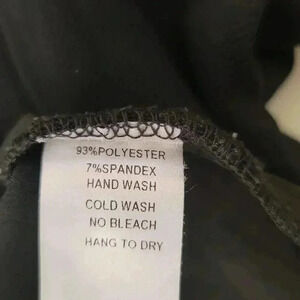 93%POLYESTER
7%SPANDEX
HAND WASH
COLD WASH
NO BLEACH
HANG TO DRY